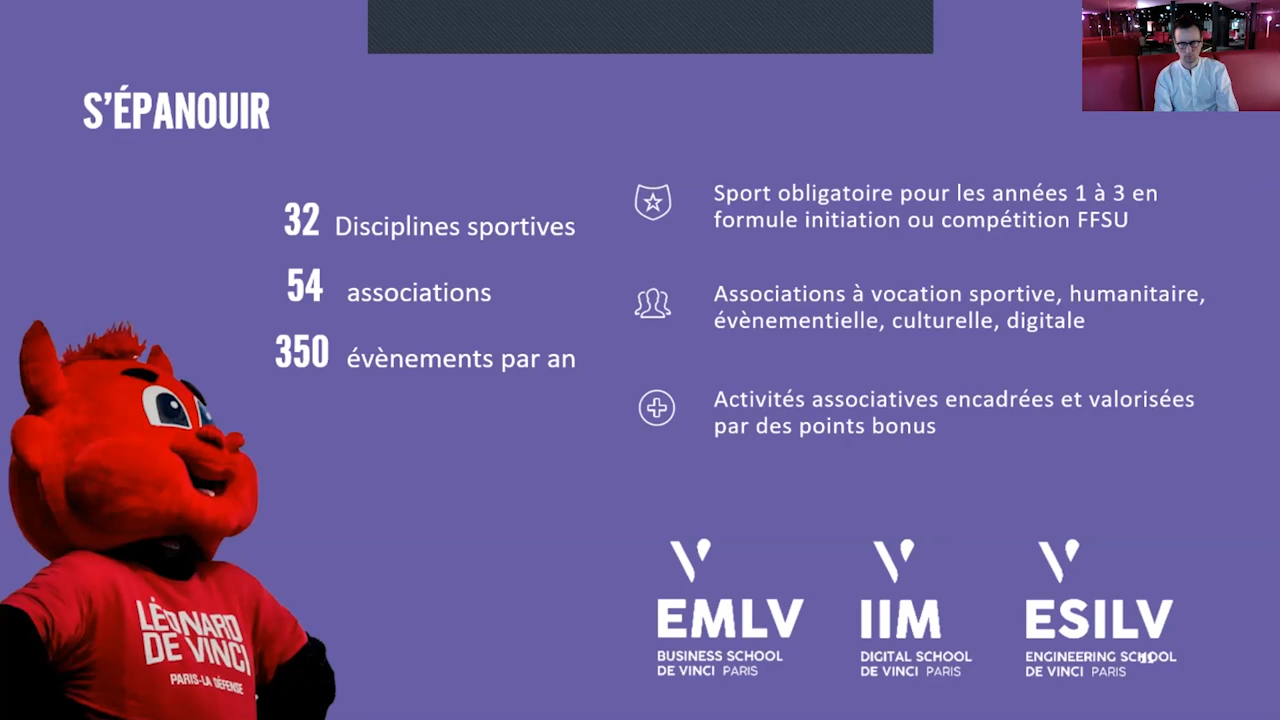 S'ÉPANOUIR
32 Disciplines sportives
54 associations
350 évènements par an
Sport obligatoire pour les années 1 à 3 en
formule initiation ou compétition FFSU
Associations à vocation sportive, humanitaire,
évènementielle, culturelle, digitale
Activités associatives encadrées et valorisées
par des points bonus
LÉONARD
DE VINCI
PARIS-LA DÉFENSE
EMLV
BUSINESS SCHOOL
DE VINCI PARIS
IIM
DIGITAL SCHOOL
DE VINCI PARIS
ESILV
ENGINEERING SCHOOL
DE VINCI PARIS